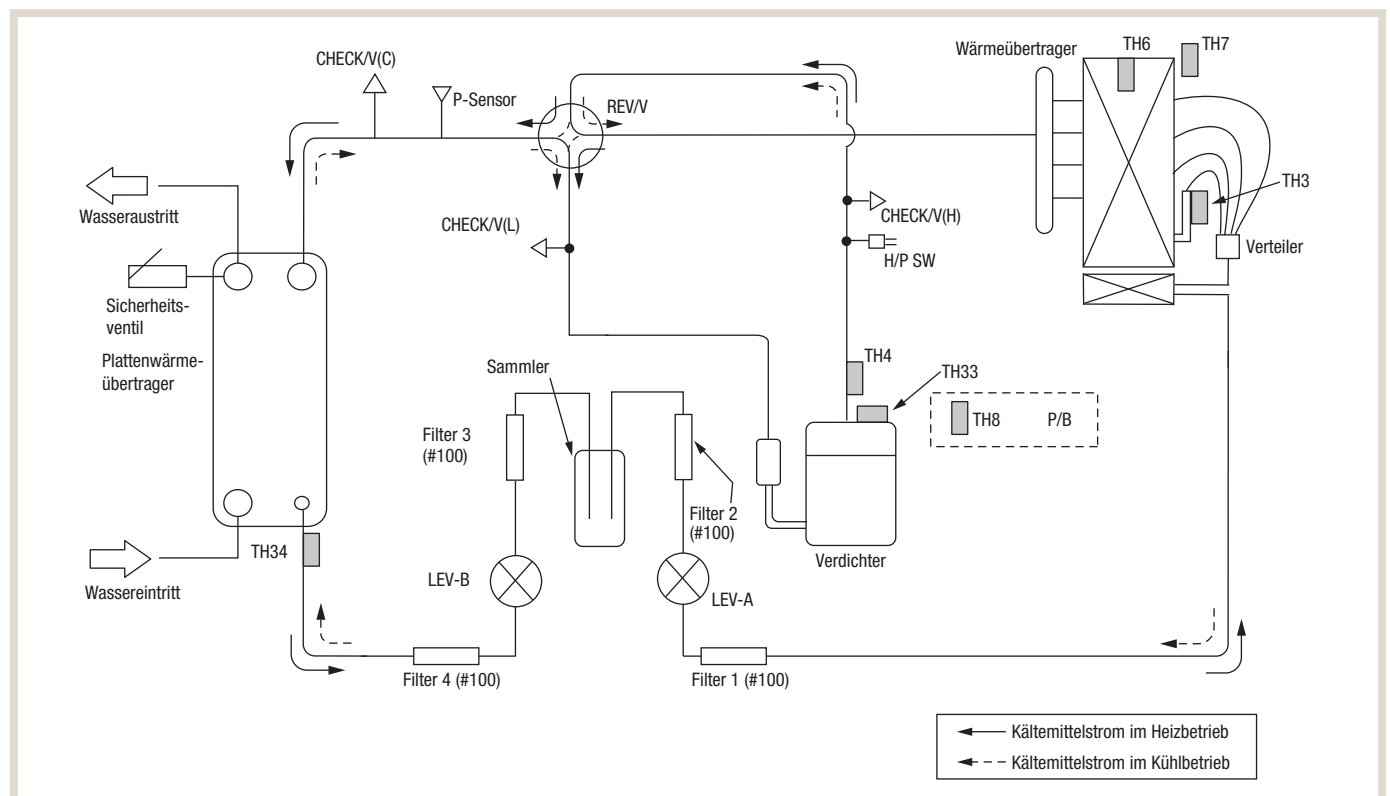 Wärmeübertrager
TH6
TH7
CHECK/V(C)
P-Sensor
REV/V
TH3
Wasseraustritt
CHECK/V(L)
CHECK/V(H)
H/P SW
Verteiler
Sicherheits-
ventil
Plattenwärme-
übertrager
Sammler
TH4
TH33
TH8
P/B
Filter 3
(#100)
Filter 2
(#100)
TH34
Verdichter
LEV-B
LEV-A
Wassereintritt
Filter 4 (#100)
Filter 1 (#100)
Kältemittelstrom im Heizbetrieb
Kältemittelstrom im Kühlbetrieb